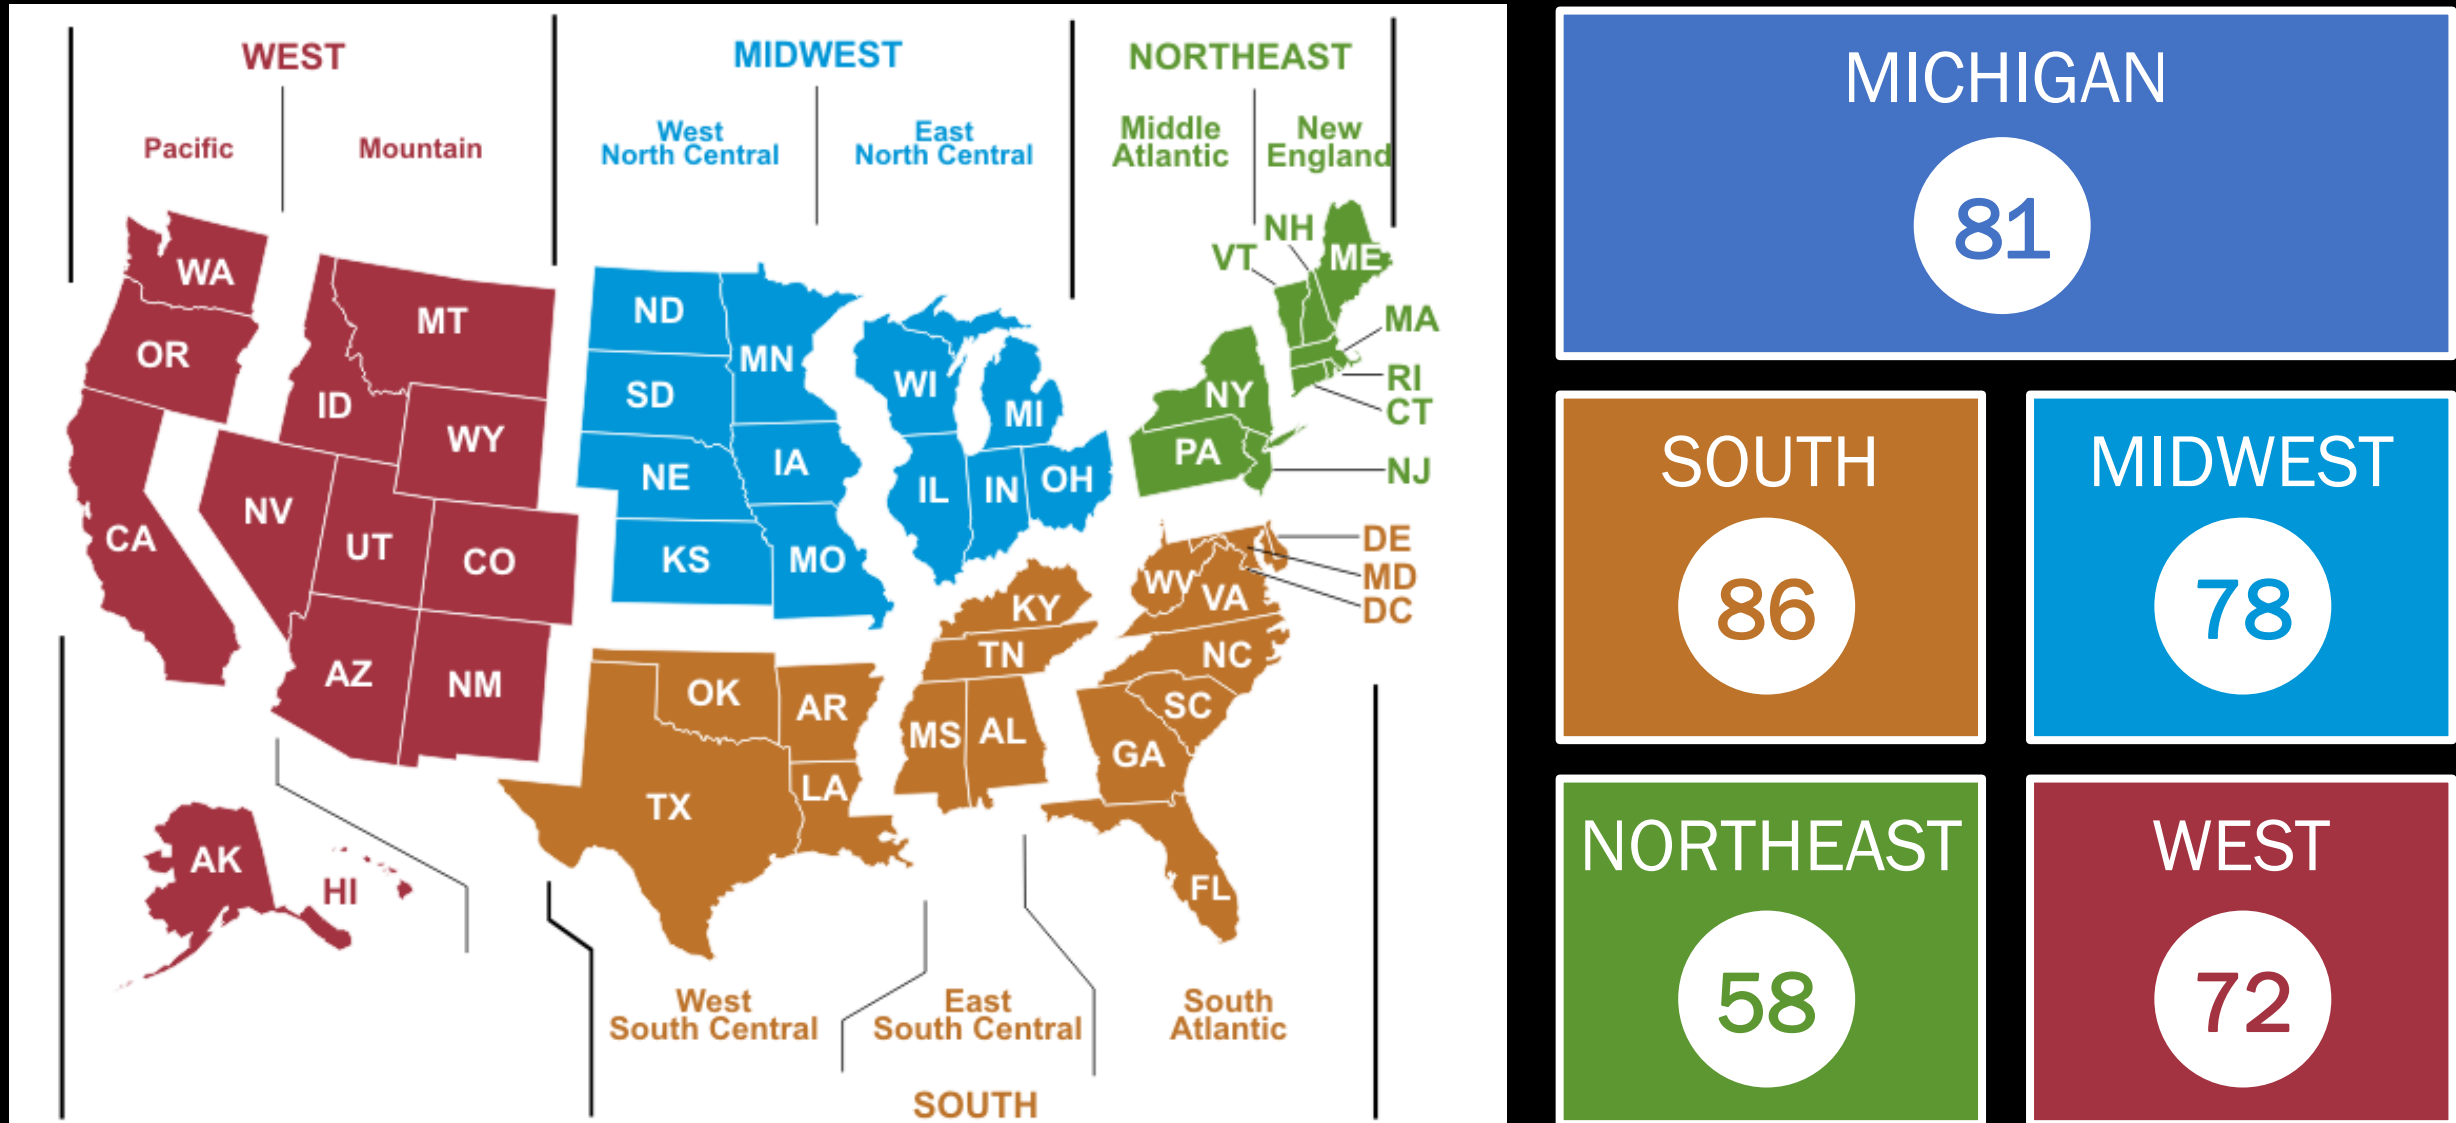 WEST
MIDWEST
NORTHEAST
Pacific
Mountain
West
North Central
East
North Central
Middle
Atlantic
New
England
WA
OR
CA
MT
ID
WY
NV
UT
CO
AZ
NM
AK
HI
ND
SD
NE
KS
MN
IA
MO
WI
MI
IL
IN
OH
NH
VT
ME
MA
RI
CT
NY
PA
NJ
DE
MD
DC
WV
VA
KY
TN
NC
SC
OK
AR
MS
AL
GA
LA
TX
FL
West
South Central
East
South Central
South
Atlantic
SOUTH
MICHIGAN
81
SOUTH
86
MIDWEST
78
NORTHEAST
58
WEST
72